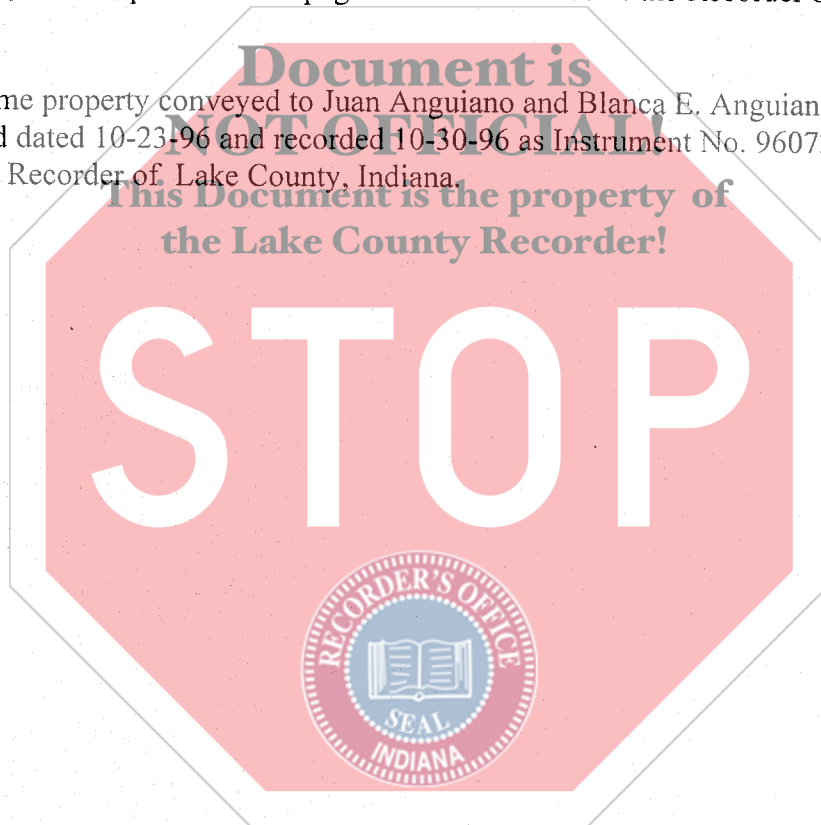 Document is
me property conveyed to Juan Anguiano and Blanca E. Anguian
d dated 10-23-96 and recorded 10-30-96 as Instrument No. 9607
NOT OFFICIAL!
Recorder of Lake County, Indiana.
This Document is the property of
the Lake County Recorder!
STOP
RECORDER'S OFFICE
SEAL
INDIANA